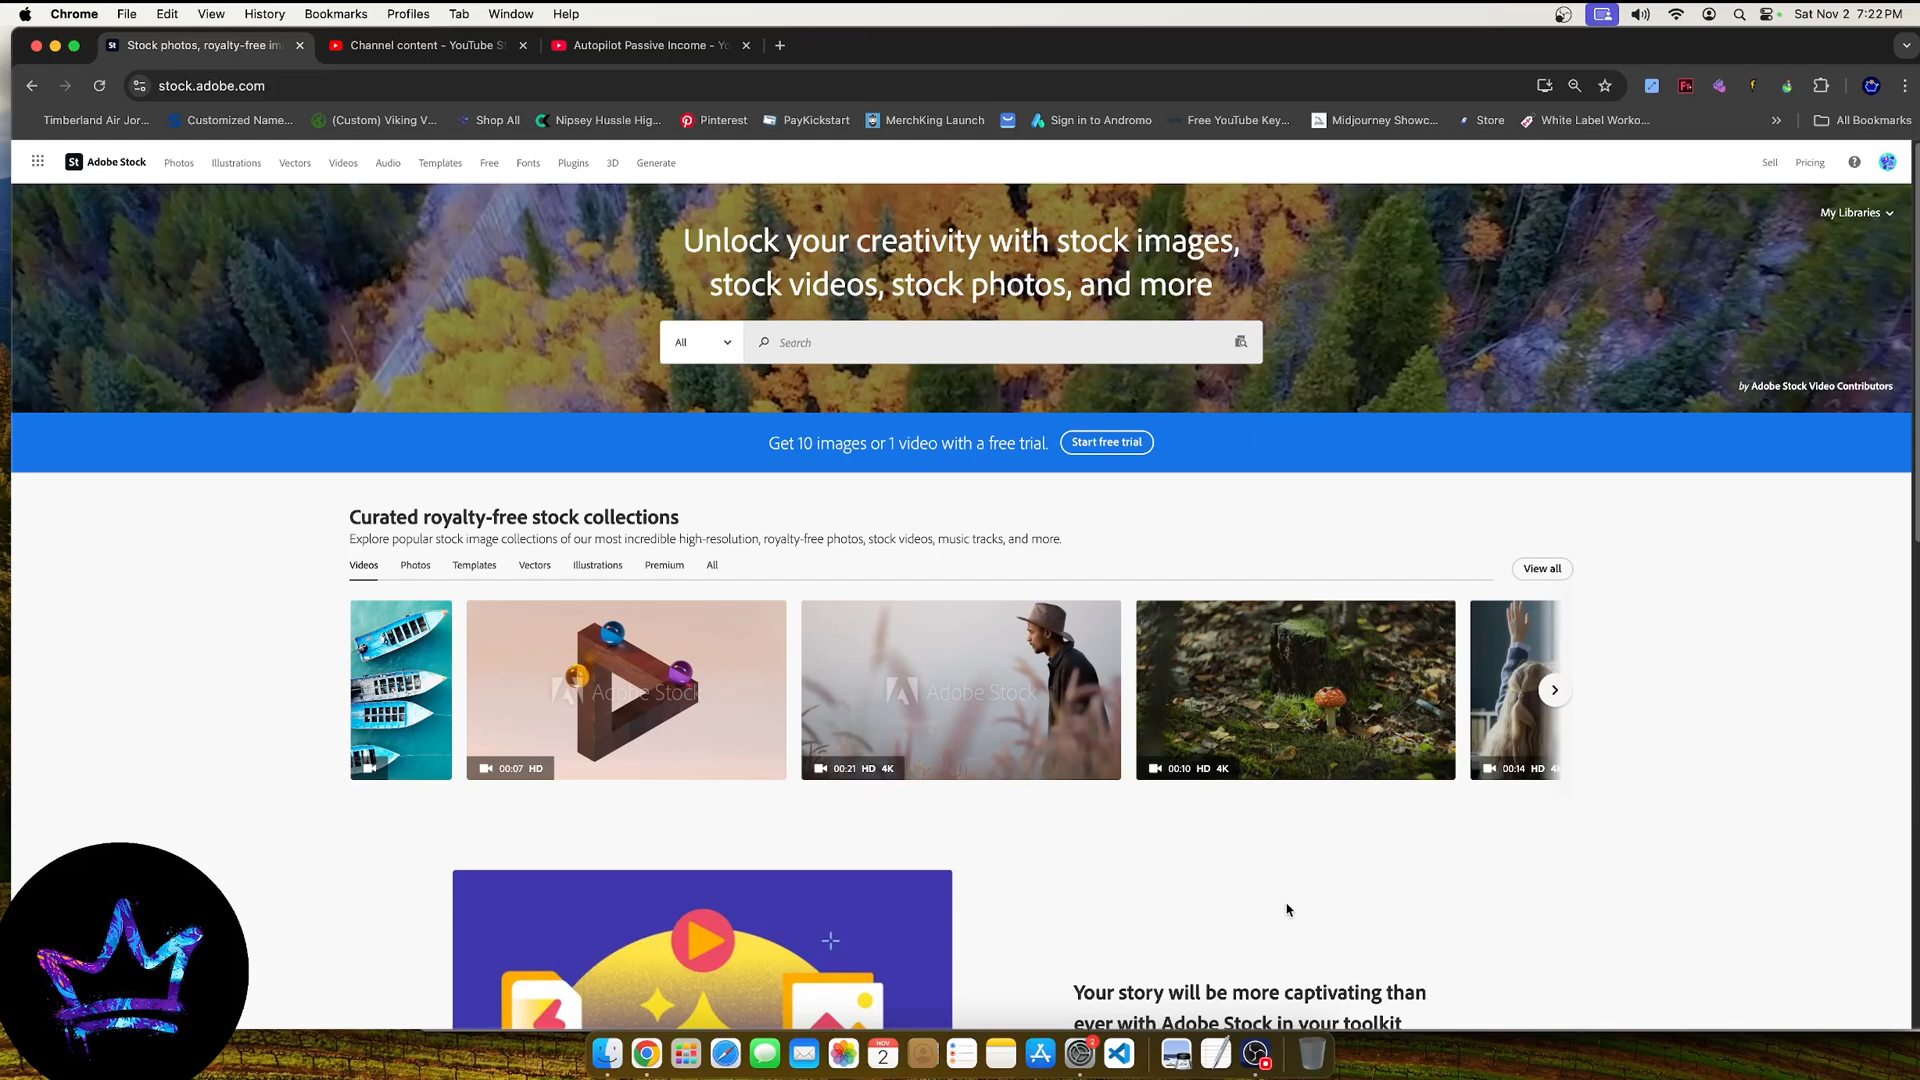 Chrome File Edit View History Bookmarks Profiles Tab Window Help Sat Nov 2 7:22 PM
St Stock photos, royalty-free im Channel content - YouTube S Autopilot Passive Income - Yo
stock.adobe.com
Timberland Air Jor... Customized Name... (Custom) Viking V... Shop All Nipsey Hussle Hig... Pinterest PayKickstart MerchKing Launch Sign in to Andromo Free YouTube Key... Midjourney Showc... Store White Label Worko... All Bookmarks
St Adobe Stock Photos Illustrations Vectors Videos Audio Templates Free Fonts Plugins 3D Generate Sell Pricing
My Libraries
Unlock your creativity with stock images,
stock videos, stock photos, and more
All Search
by Adobe Stock Video Contributors
Get 10 images or 1 video with a free trial. Start free trial
Curated royalty-free stock collections
Explore popular stock image collections of our most incredible high-resolution, royalty-free photos, stock videos, music tracks, and more.
Videos Photos Templates Vectors Illustrations Premium All View all
Adobe Stock Adobe Stock
00:07 HD 00:21 HD 4K 00:10 HD 4K 00:14 HD 4K
Your story will be more captivating than
ever with Adobe Stock in your toolkit
NOV
2
2